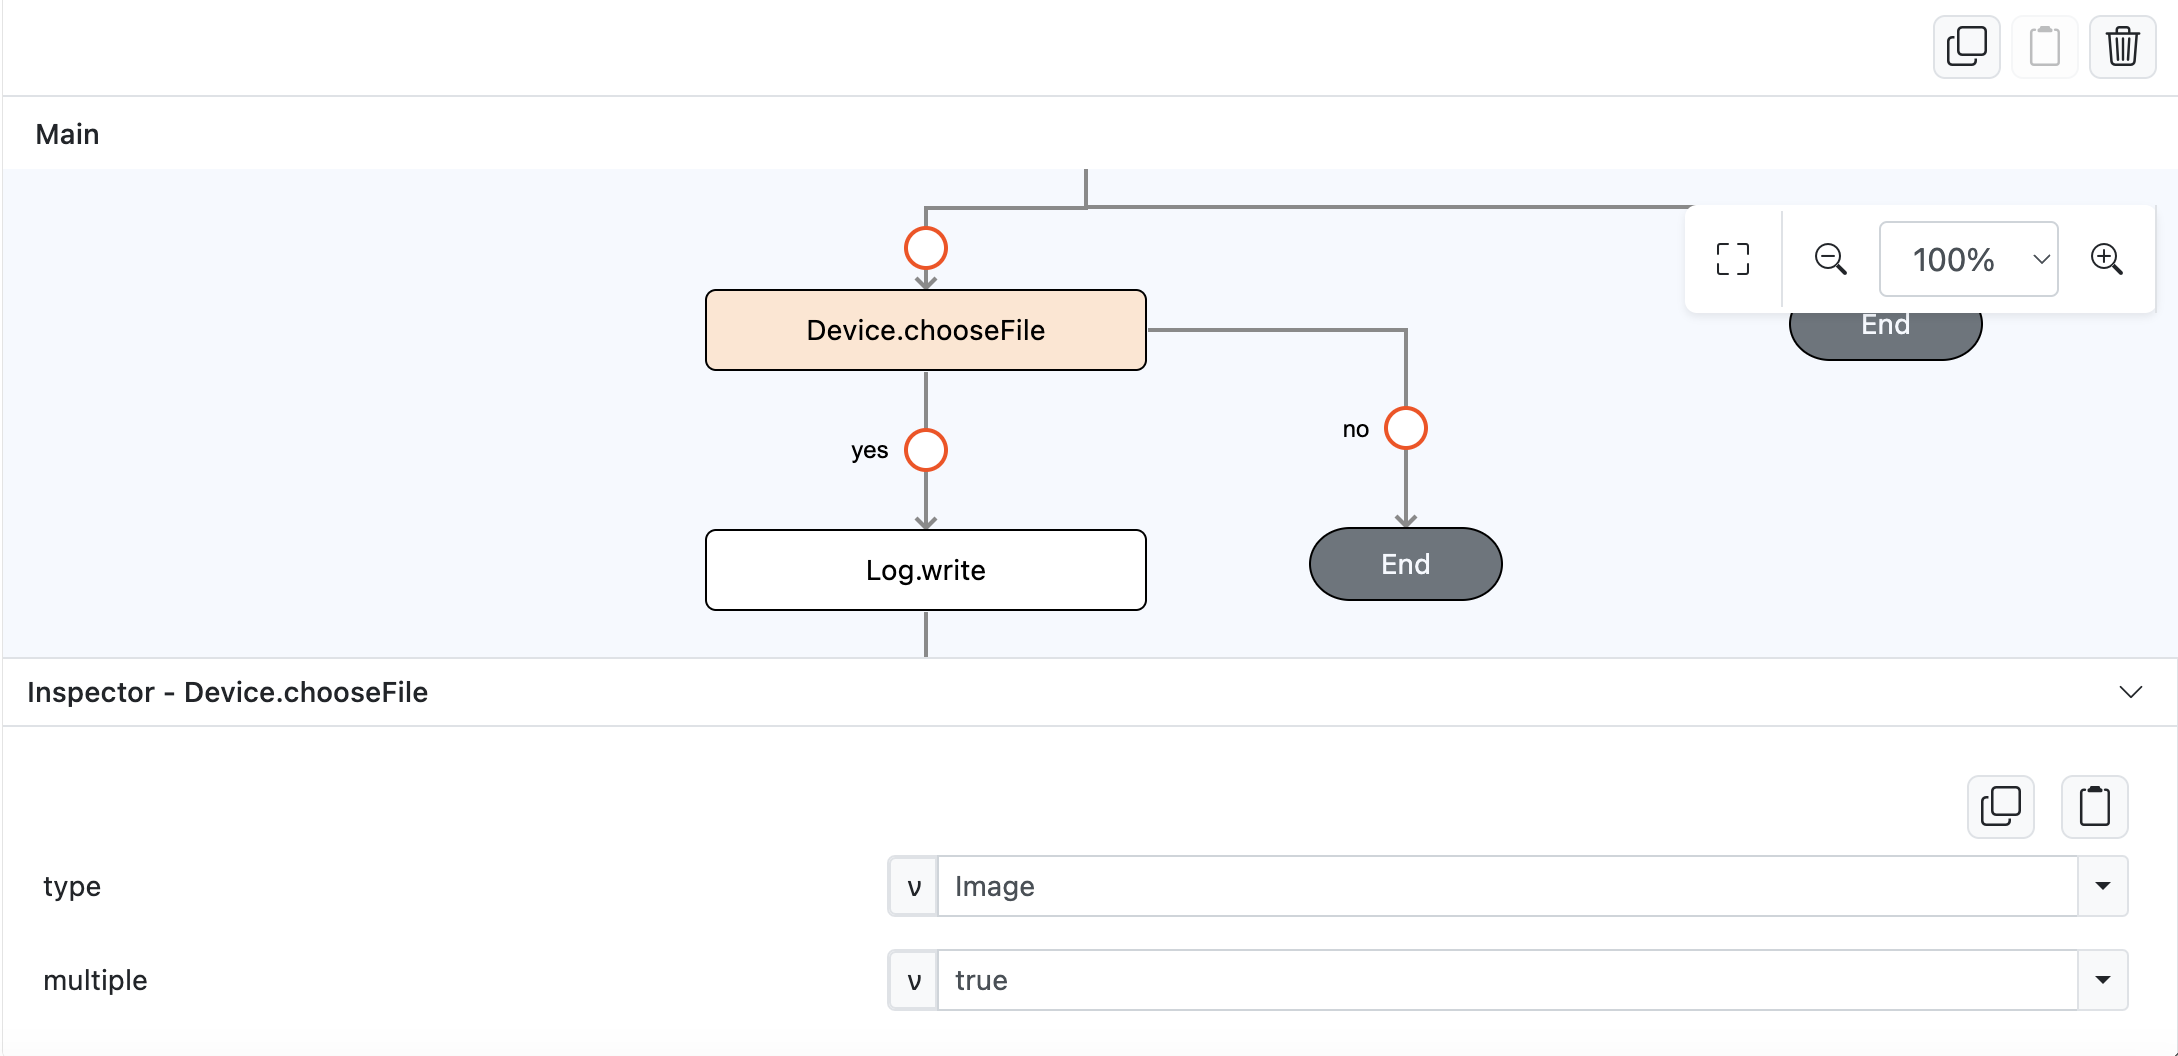 Main
100%
End
Device.chooseFile
yes
no
Log.write
End
Inspector - Device.chooseFile
type
v
Image
multiple
v
true